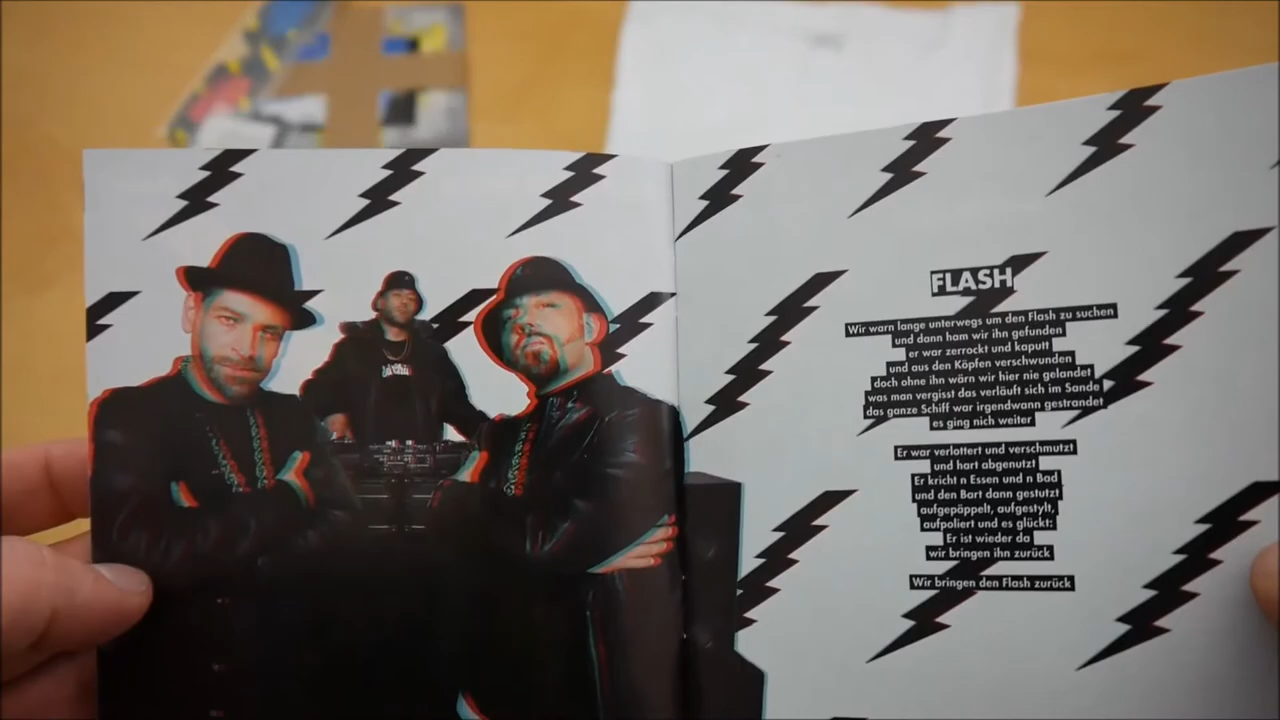 FLASH
Wir warn lange unterwegs um den Flash zu suchen
und dann ham wir ihn gefunden
er war zerrockt und kaputt
und aus den Köpfen verschwunden
doch ohne ihn wärn wir hier nie gelandet
was man vergisst das verläuft sich im Sande
das ganze Schiff war irgendwann gestrandet
es ging nich weiter
Er war verlottert und verschmutzt
und hart abgenutzt
Er kricht n Essen und n Bad
und den Bart dann gestutzt
aufgepäppelt, aufgestylt,
aufpoliert und es glückt:
Er ist wieder da
wir bringen ihn zurück
Wir bringen den Flash zurück